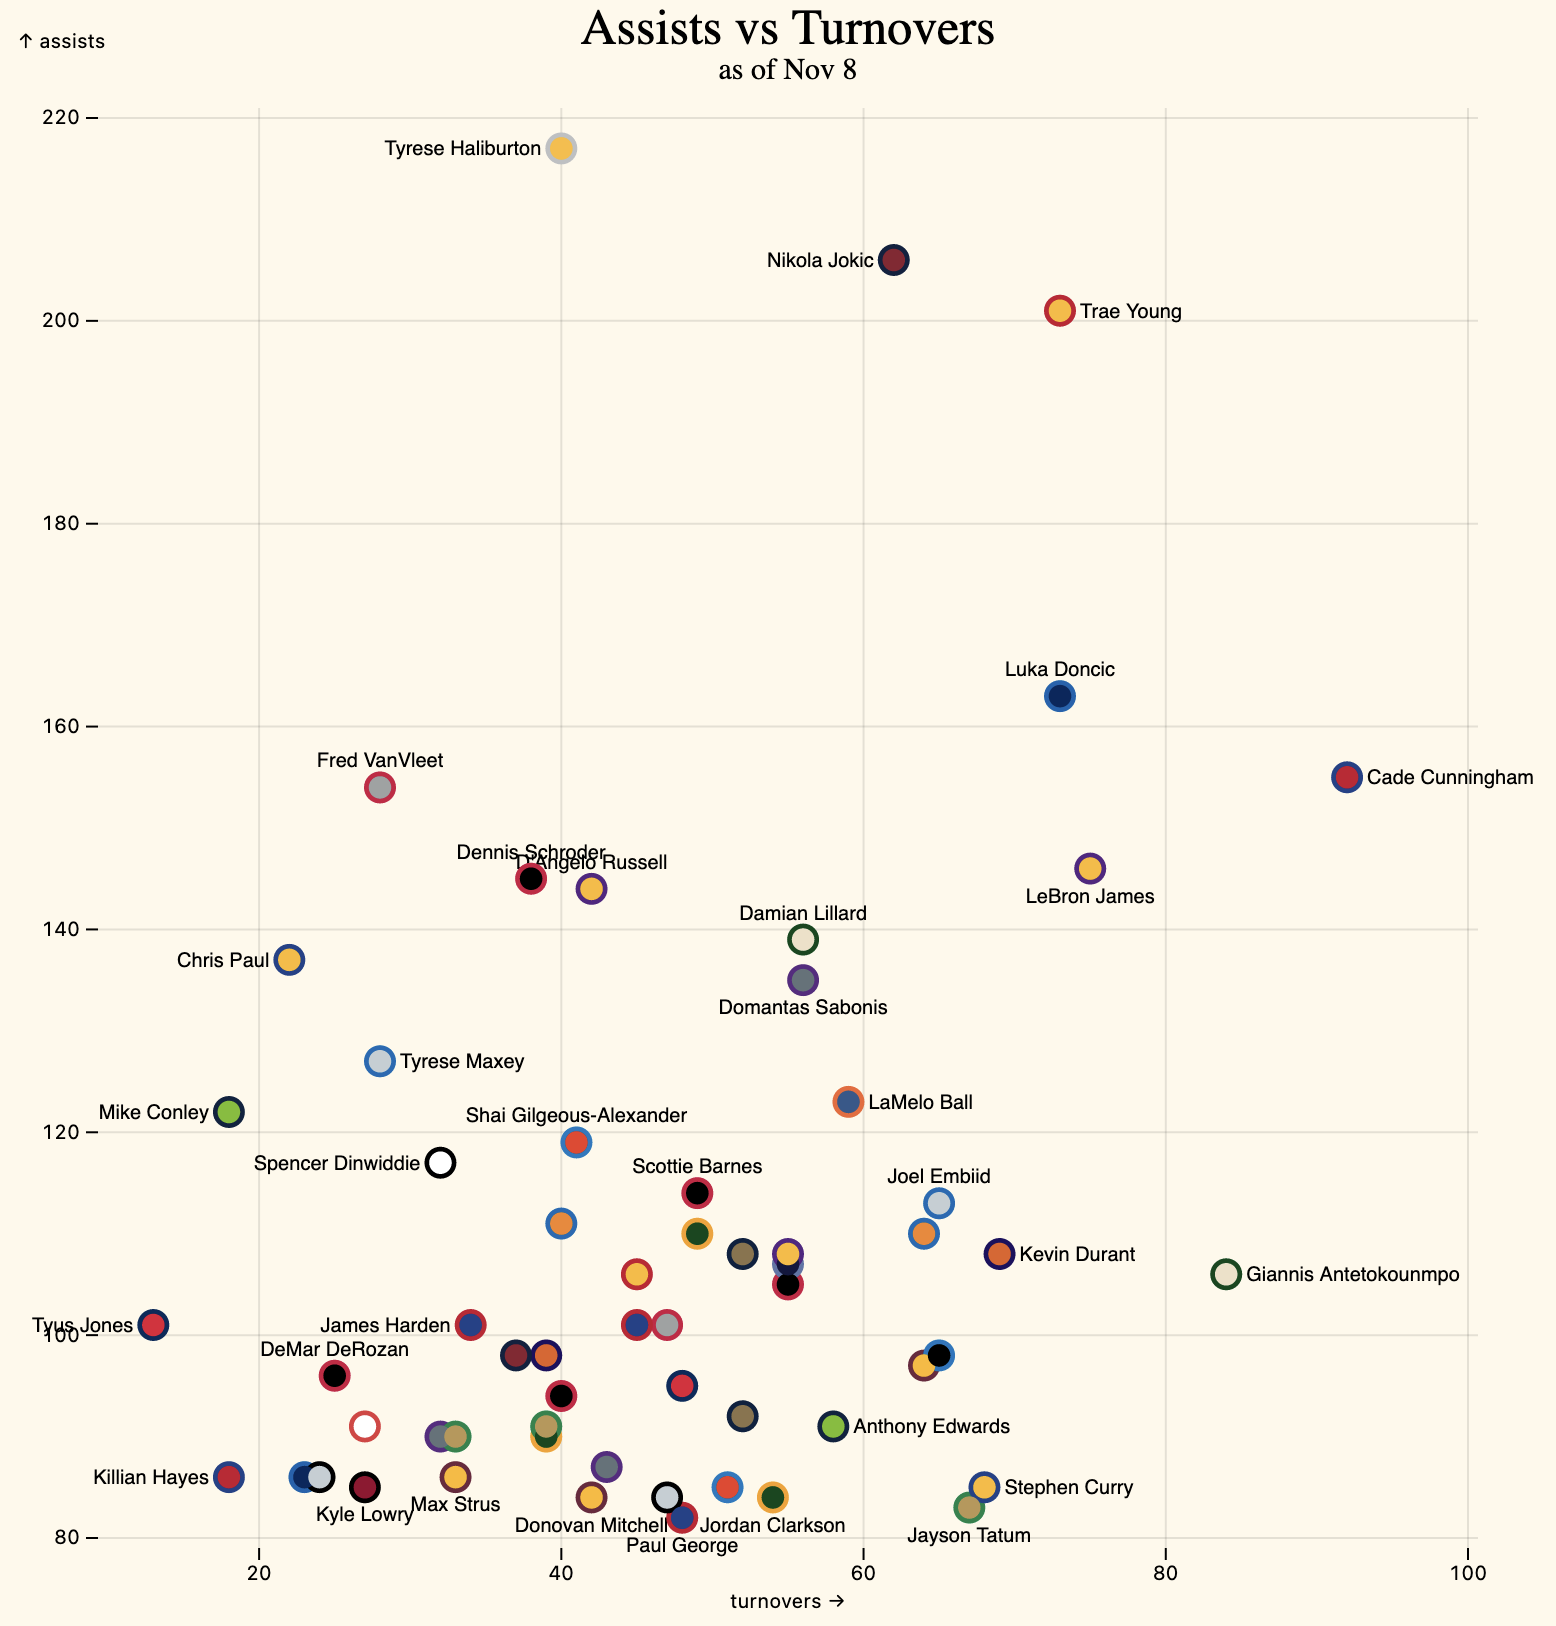 Assists vs Turnovers
as of Nov 8
↑ assists
220
Tyrese Haliburton
Nikola Jokic
Trae Young
200
180
Luka Doncic
160
Fred VanVleet
Cade Cunningham
Dennis Schroder
D'Angelo Russell
LeBron James
Damian Lillard
140
Chris Paul
Domantas Sabonis
Tyrese Maxey
LaMelo Ball
Mike Conley
Shai Gilgeous-Alexander
120
Spencer Dinwiddie
Scottie Barnes
Joel Embiid
Kevin Durant
Giannis Antetokounmpo
Tyus Jones
James Harden
100
DeMar DeRozan
Anthony Edwards
Killian Hayes
Stephen Curry
Max Strus
Kyle Lowry
Donovan Mitchell
Jordan Clarkson
Jayson Tatum
80
Paul George
20 40 60 80 100
turnovers →